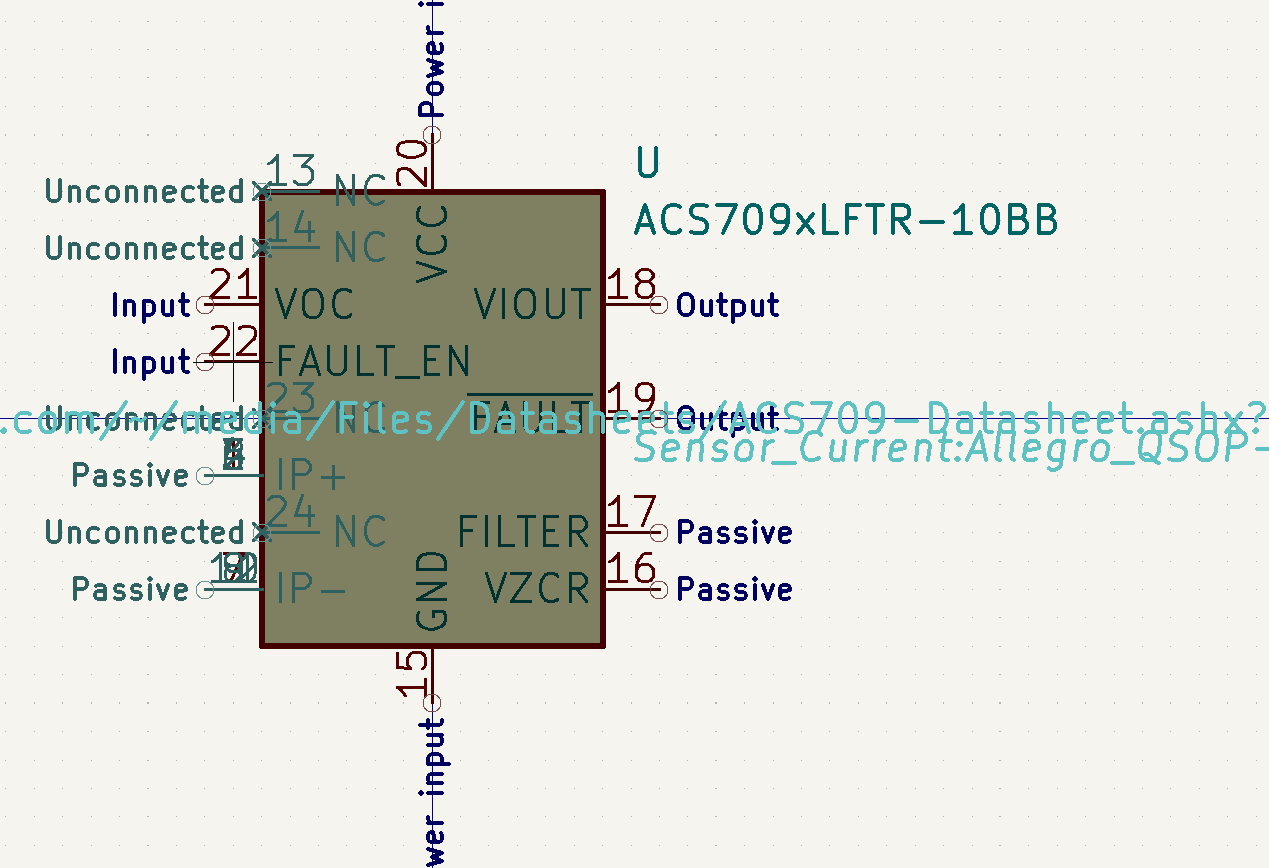 Power i
20
VCC
U
ACS709xLFTR-10BB
Unconnected 13 NC
Unconnected 14 NC
Input 21 VOC
VIOUT 18 Output
Input 22 FAULT_EN
Unconnected 23 NC
FAULT 19 Output
.com/~/media/Files/Datasheets/ACS709-Datasheet.ashx?
Sensor_Current:Allegro_QSOP-
Passive IP+
Unconnected 24 NC
FILTER 17 Passive
Passive IP-
VZCR 16 Passive
GND
15
wer input